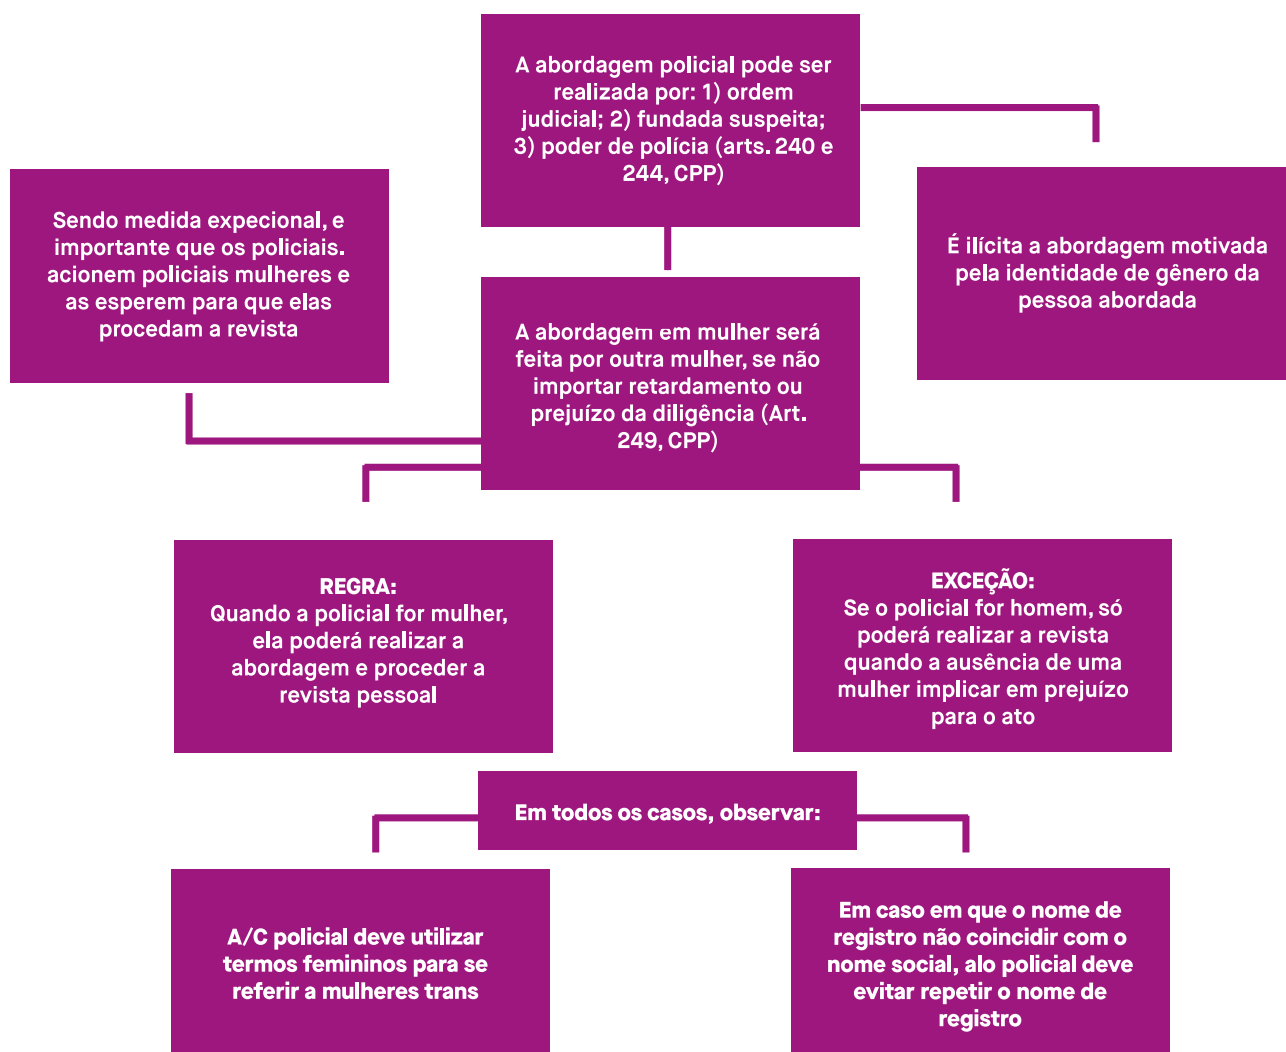 A abordagem policial pode ser
realizada por: 1) ordem
judicial; 2) fundada suspeita;
3) poder de polícia (arts. 240 e
244, CPP)
Sendo medida expecional, e
importante que os policiais.
acionem policiais mulheres e
as esperem para que elas
procedam a revista
É ilícita a abordagem motivada
pela identidade de gênero da
pessoa abordada
A abordagem em mulher será
feita por outra mulher, se não
importar retardamento ou
prejuízo da diligência (Art.
249, CPP)
REGRA:
Quando a policial for mulher,
ela poderá realizar a
abordagem e proceder a
revista pessoal
EXCEÇÃO:
Se o policial for homem, só
poderá realizar a revista
quando a ausência de uma
mulher implicar em prejuízo
para o ato
Em todos os casos, observar:
A/C policial deve utilizar
termos femininos para se
referir a mulheres trans
Em caso em que o nome de
registro não coincidir com o
nome social, alo policial deve
evitar repetir o nome de
registro